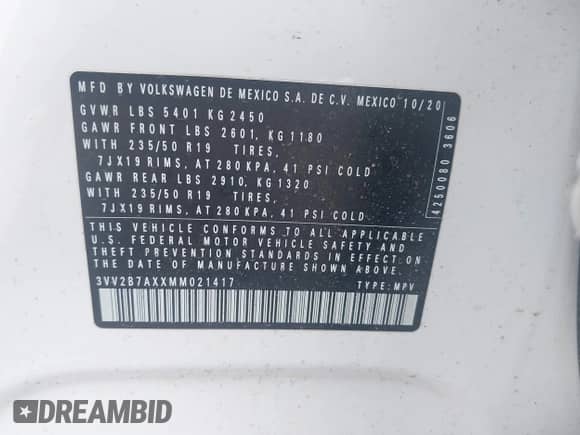 MFD BY VOLKSWAGEN DE MEXICO S.A. DE C.V. MEXICO 10/20
GVWR LBS 5401 KG 2450
GAWR FRONT LBS 2601, KG 1180
WITH 235/50 R19 TIRES,
7JX19 RIMS, AT 280 KPA, 41 PSI COLD
GAWR REAR LBS 2910, KG 1320
WITH 235/50 R19 TIRES,
7JX19 RIMS, AT 280 KPA, 41 PSI COLD
THIS VEHICLE CONFORMS TO ALL APPLICABLE
U.S. FEDERAL MOTOR VEHICLE SAFETY AND
THEFT PREVENTION STANDARDS IN EFFECT ON
THE DATE OF MANUFACTURE SHOWN ABOVE.
3VV2B7AXXMM021417 TYPE: MPV
4250080 3606
DREAMBID